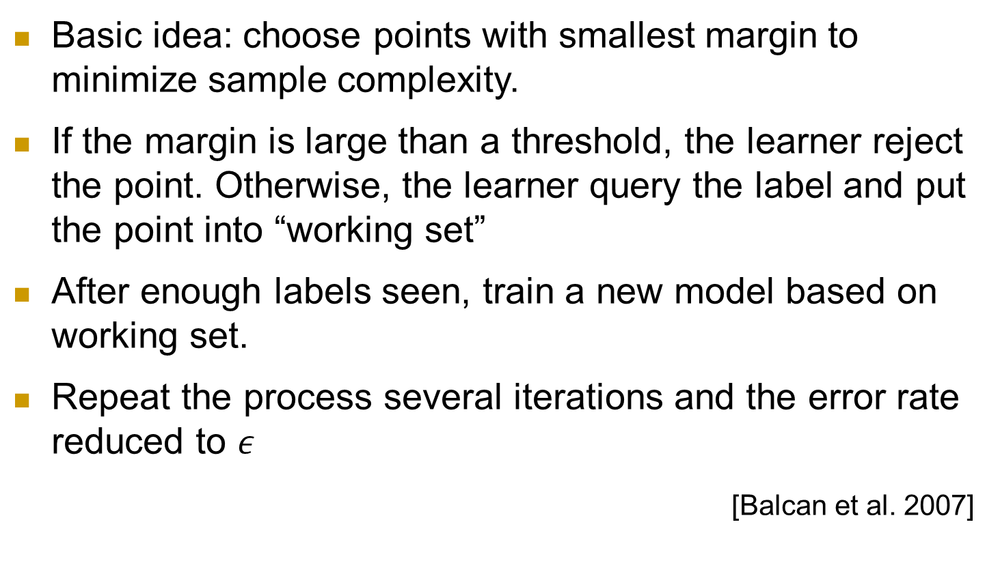 Basic idea: choose points with smallest margin to
minimize sample complexity.
If the margin is large than a threshold, the learner reject
the point. Otherwise, the learner query the label and put
the point into “working set”
After enough labels seen, train a new model based on
working set.
Repeat the process several iterations and the error rate
reduced to ϵ
[Balcan et al. 2007]